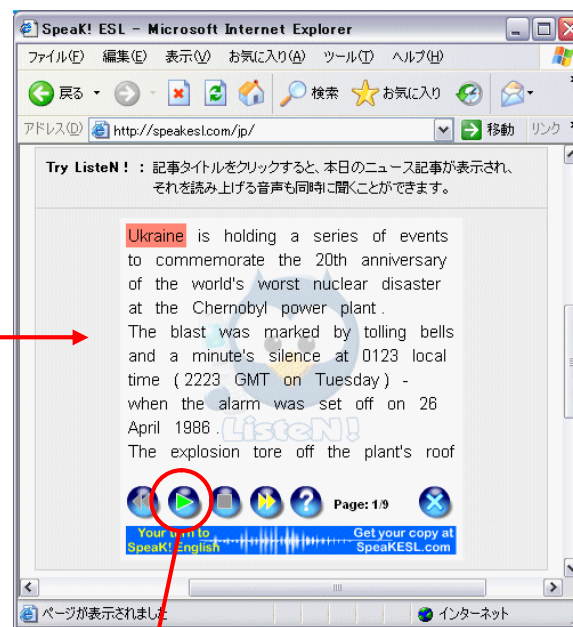 SpeaK! ESL - Microsoft Internet Explorer
ファイル(F) 編集(E) 表示(V) お気に入り(A) ツール(T) ヘルプ(H)
戻る 検索 お気に入り
アドレス(D) http://speakesl.com/jp/ 移動 リンク
Try ListeN! : 記事タイトルをクリックすると、本日のニュース記事が表示され、
それを読み上げる音声も同時に聞くことができます。
Ukraine is holding a series of events
to commemorate the 20th anniversary
of the world's worst nuclear disaster
at the Chernobyl power plant .
The blast was marked by tolling bells
and a minute's silence at 0123 local
time ( 2223 GMT on Tuesday ) -
when the alarm was set off on 26
April 1986 .
ListeN!
The explosion tore off the plant's roof
Page: 1/9
Your turn to
SpeaK! English
Get your copy at
SpeaKESL.com
ページが表示されました インターネット